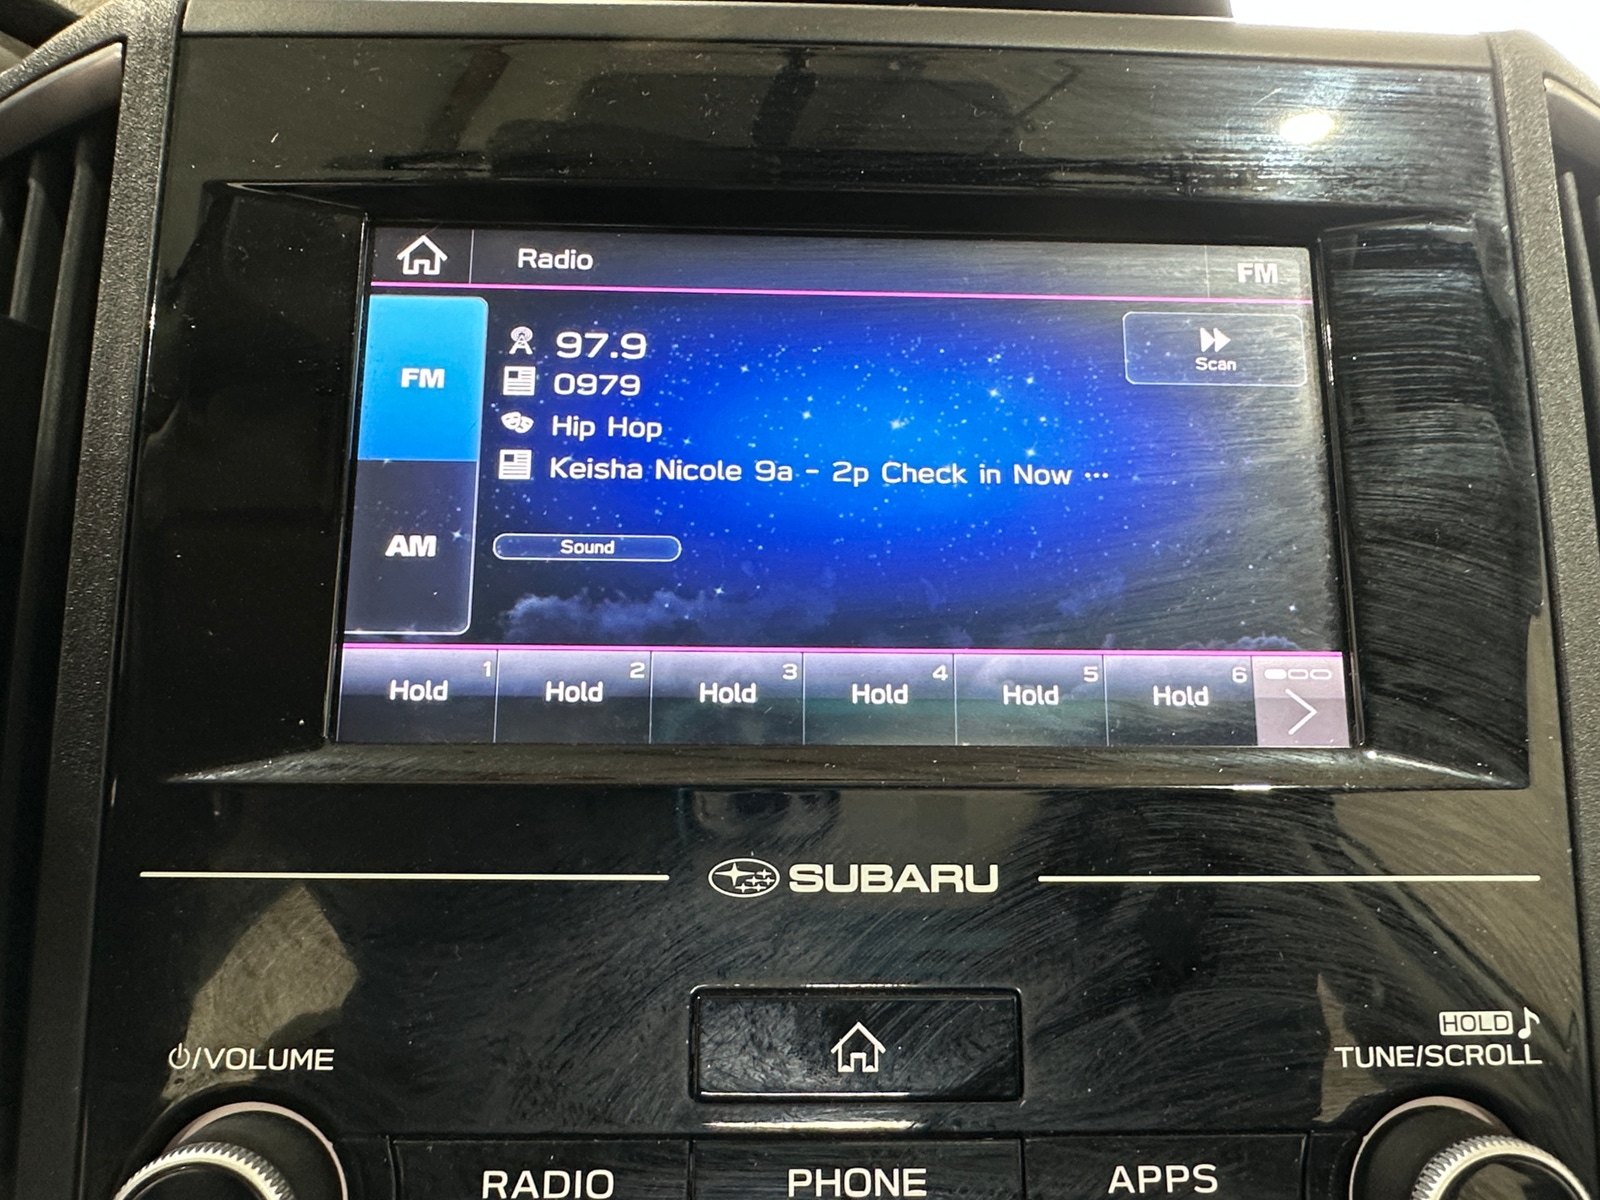 Radio
FM
FM
97.9
0979
Hip Hop
Keisha Nicole 9a - 2p Check in Now ...
Scan
AM
Sound
1 2 3 4 5 6
Hold Hold Hold Hold Hold Hold
SUBARU
/VOLUME
HOLD
TUNE/SCROLL
RADIO PHONE APPS